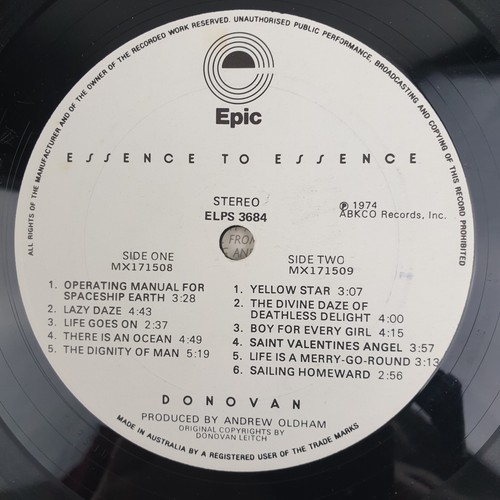 ALL RIGHTS OF THE MANUFACTURER AND OF THE OWNER OF THE RECORDED WORK RESERVED. UNAUTHORISED PUBLIC PERFORMANCE, BROADCASTING AND COPYING OF THIS RECORD PROHIBITED
Epic
ESSENCE TO ESSENCE
STEREO
ELPS 3684
℗ 1974
ABKCO Records, Inc.
FROM
SIDE ONE
MX171508
1. OPERATING MANUAL FOR
SPACESHIP EARTH 3:28
2. LAZY DAZE 4:43
3. LIFE GOES ON 2:37
4. THERE IS AN OCEAN 4:49
5. THE DIGNITY OF MAN 5:19
SIDE TWO
MX171509
1. YELLOW STAR 3:07
2. THE DIVINE DAZE OF
DEATHLESS DELIGHT 4:00
3. BOY FOR EVERY GIRL 4:15
4. SAINT VALENTINES ANGEL 3:57
5. LIFE IS A MERRY-GO-ROUND 3:13
6. SAILING HOMEWARD 2:56
DONOVAN
PRODUCED BY ANDREW OLDHAM
ORIGINAL COPYRIGHTS BY
DONOVAN LEITCH
MADE IN AUSTRALIA BY A REGISTERED USER OF THE TRADE MARKS